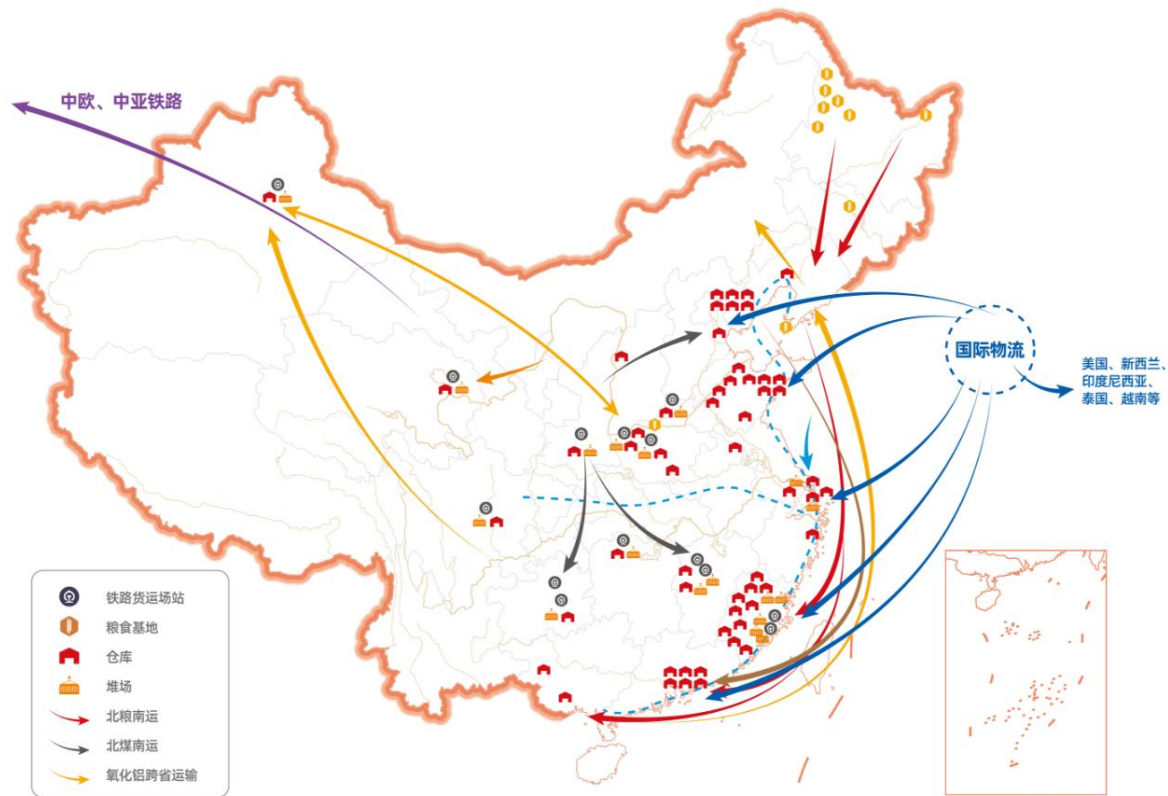 中欧、中亚铁路
国际物流
美国、新西兰、
印度尼西亚、
泰国、越南等
铁路货运场站
粮食基地
仓库
堆场
北粮南运
北煤南运
氧化铝跨省运输